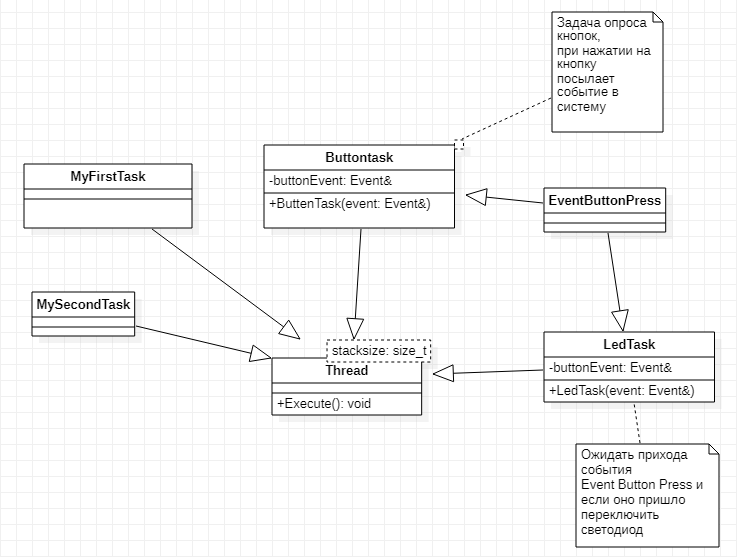 Задача опроса
кнопок,
при нажатии на
кнопку
посылает
событие в
систему
Buttontask
-buttonEvent: Event&
+ButtenTask(event: Event&)
MyFirstTask
EventButtonPress
MySecondTask
stacksize: size_t
Thread
+Execute(): void
LedTask
-buttonEvent: Event&
+LedTask(event: Event&)
Ожидать прихода
события
Event Button Press и
если оно пришло
переключить
светодиод